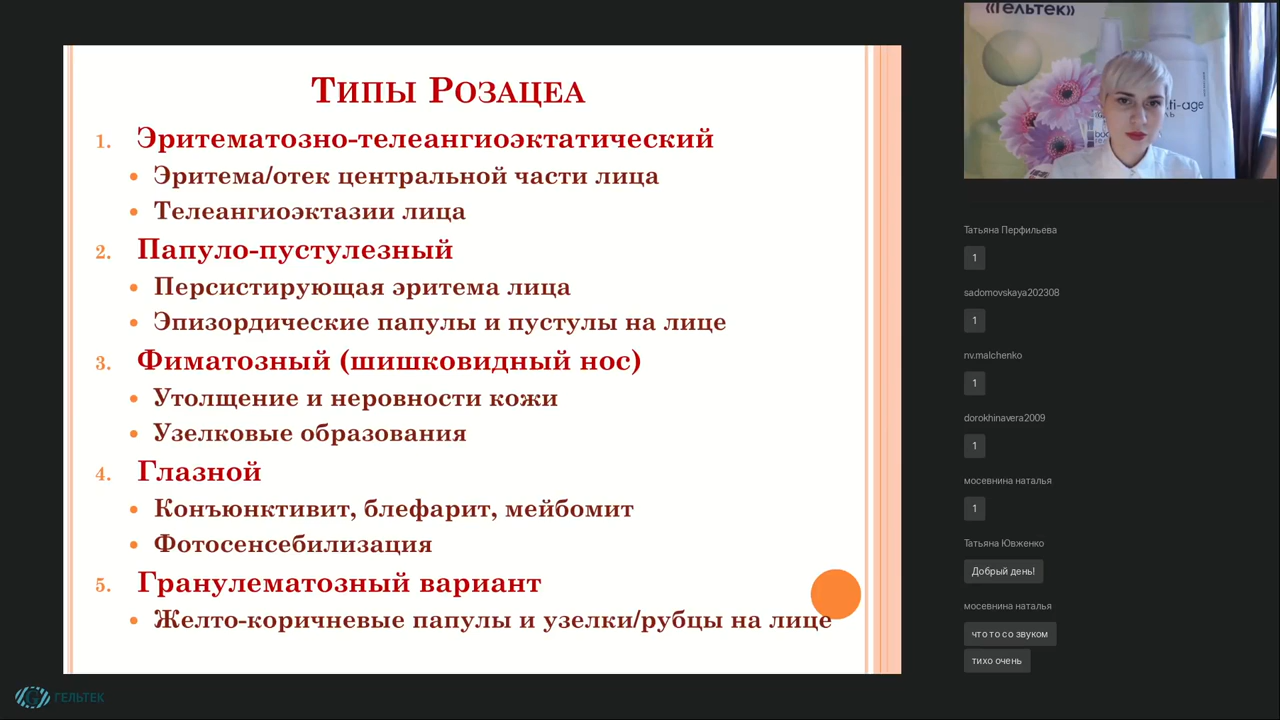 Типы Розацеа
1. Эритематозно-телеангиоэктатический
• Эритема/отек центральной части лица
• Телеангиоэктазии лица
2. Папуло-пустулезный
• Персистирующая эритема лица
• Эпизордические папулы и пустулы на лице
3. Фиматозный (шишковидный нос)
• Утолщение и неровности кожи
• Узелковые образования
4. Глазной
• Конъюнктивит, блефарит, мейбомит
• Фотосенсебилизация
5. Гранулематозный вариант
• Желто-коричневые папулы и узелки/рубцы на лице
ГЕЛЬТЕК
«Гельтек»
ti-age
Татьяна Перфильева
1
sadomovskaya202308
1
nv.malchenko
1
dorokhinavera2009
1
мосевнина наталья
1
Татьяна Ювженко
Добрый день!
мосевнина наталья
что то со звуком
тихо очень